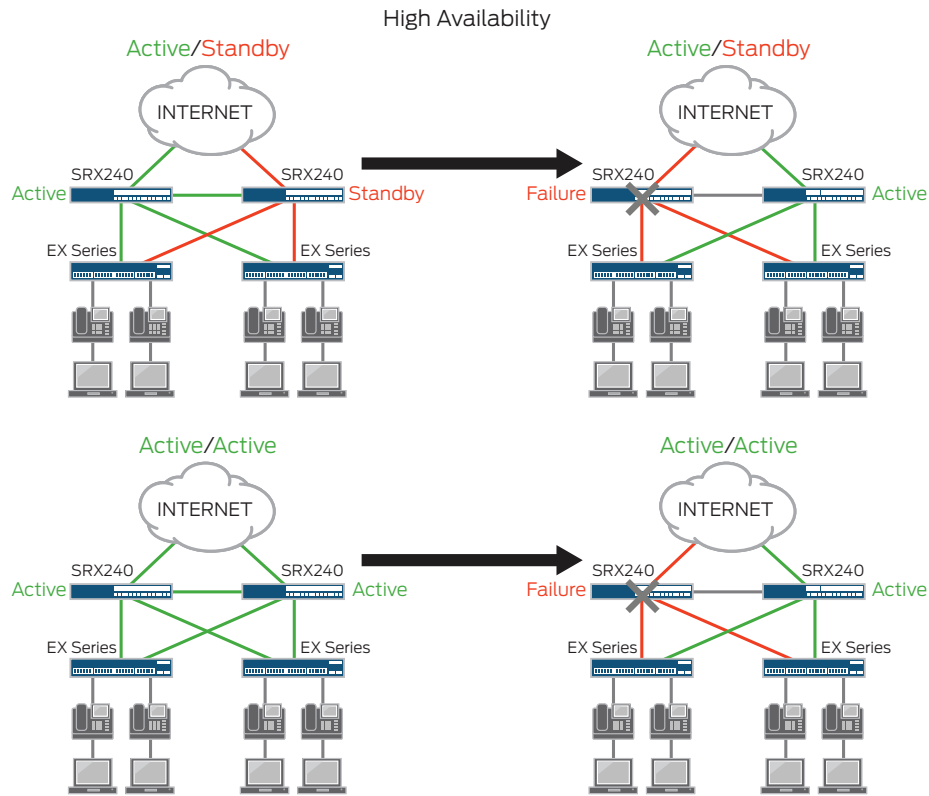 High Availability
Active/Standby
INTERNET
SRX240
SRX240
Active
Standby
EX Series
EX Series
Active/Standby
INTERNET
SRX240
SRX240
Failure
Active
EX Series
EX Series
Active/Active
INTERNET
SRX240
SRX240
Active
Active
EX Series
EX Series
Active/Active
INTERNET
SRX240
SRX240
Failure
Active
EX Series
EX Series